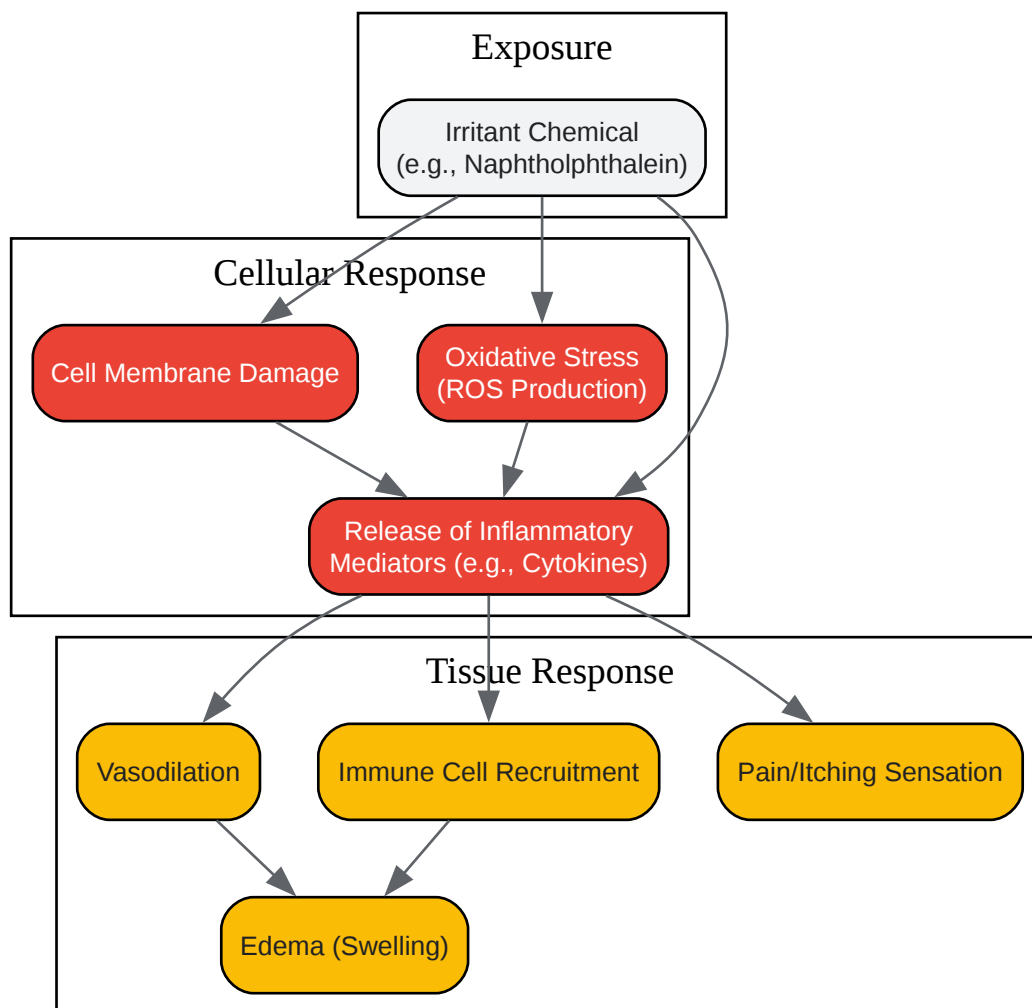 Exposure
Irritant Chemical
(e.g., Naphtholphthalein)
Cellular Response
Cell Membrane Damage
Oxidative Stress
(ROS Production)
Release of Inflammatory
Mediators (e.g., Cytokines)
Tissue Response
Vasodilation
Immune Cell Recruitment
Pain/Itching Sensation
Edema (Swelling)